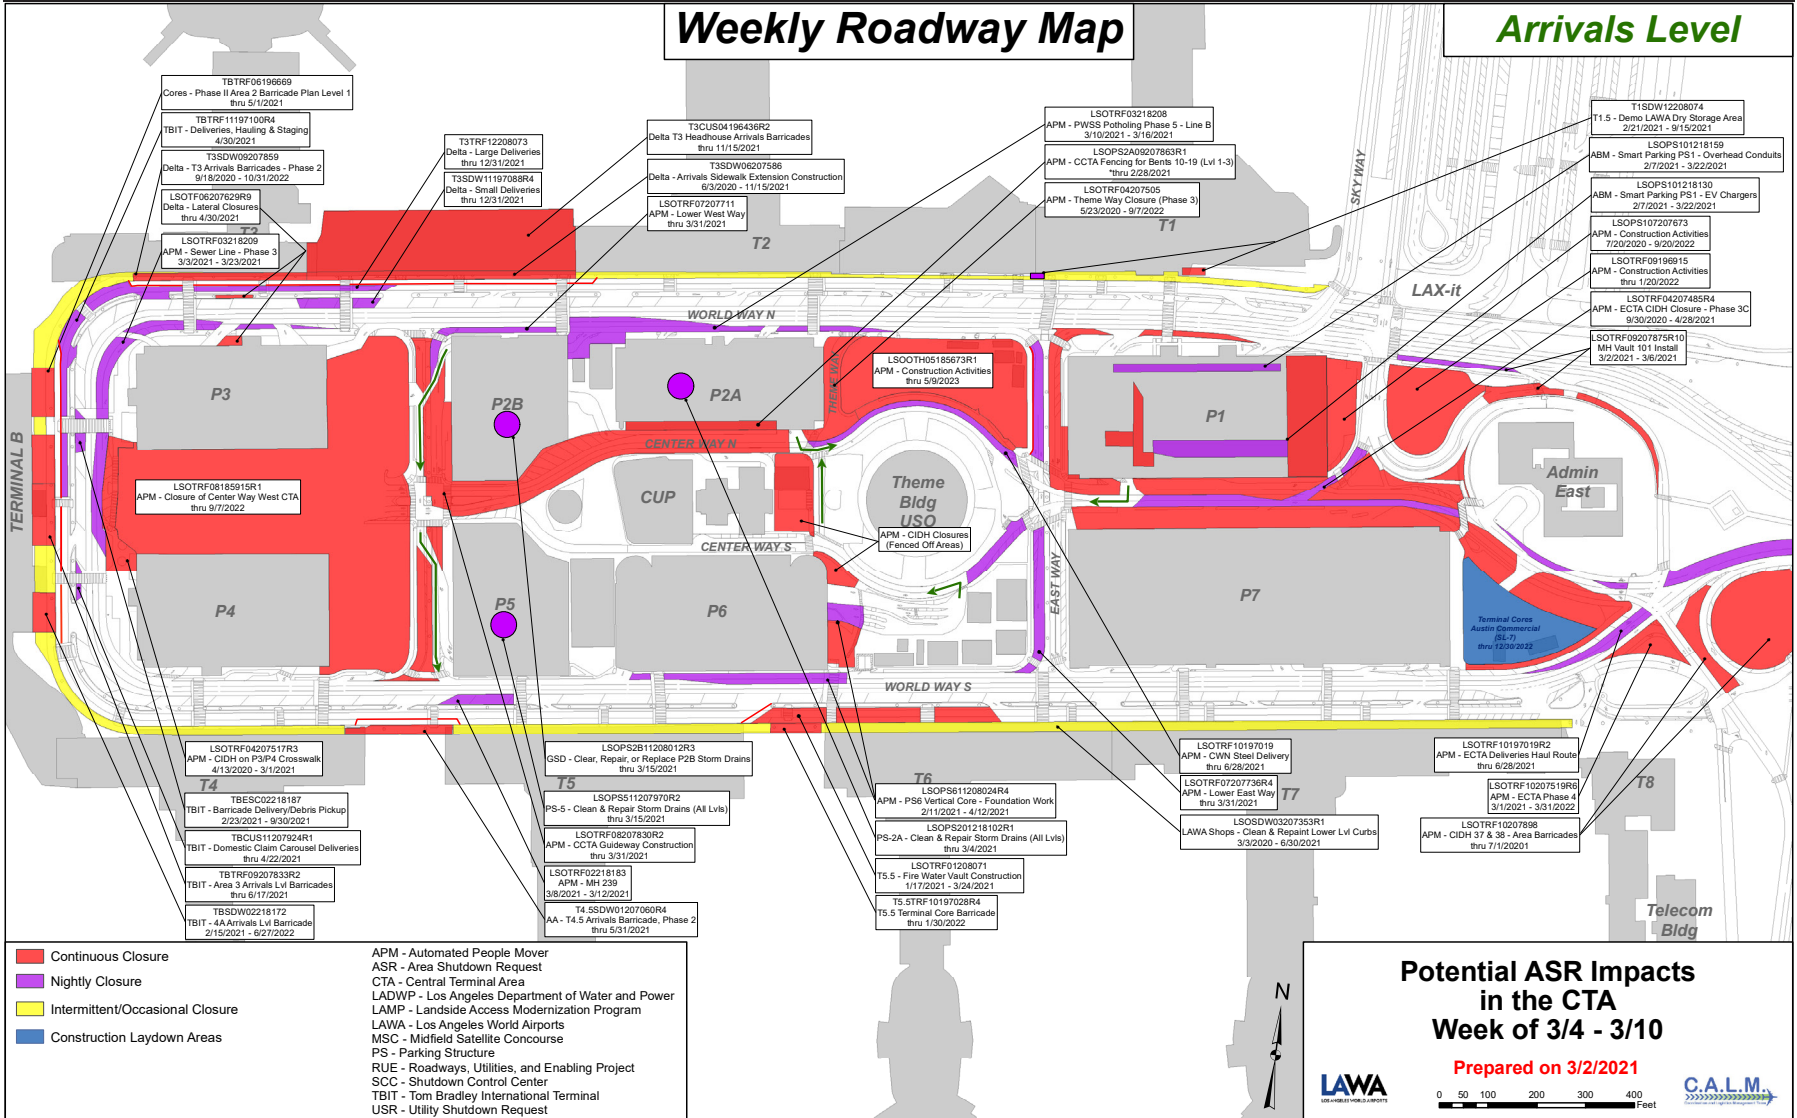 Weekly Roadway Map
Arrivals Level
TBTRF06196669
Cores - Phase II Area 2 Barricade Plan Level 1
thru 5/1/2021
TBTRF11197100R4
TBIT - Deliveries, Hauling & Staging
4/30/2021
T3SDW09207859
Delta - T3 Arrivals Barricades - Phase 2
9/18/2020 - 10/31/2022
LSOTF06207629R9
Delta - Lateral Closures
thru 4/30/2021
LSOTRF03218209
APM - Sewer Line - Phase 3
3/3/2021 - 3/23/2021
T3TRF12208073
Delta - Large Deliveries
thru 12/31/2021
T3SDW11197088R4
Delta - Small Deliveries
thru 12/31/2021
T3CUS04196436R2
Delta T3 Headhouse Arrivals Barricades
thru 11/15/2021
T3SDW06207586
Delta - Arrivals Sidewalk Extension Construction
6/3/2020 - 11/15/2021
LSOTRF07207711
APM - Lower West Way
thru 3/31/2021
LSOTRF03218208
APM - PWSS Potholing Phase 5 - Line B
3/10/2021 - 3/16/2021
LSOPS2A09207863R1
APM - CCTA Fencing for Bents 10-19 (Lvl 1-3)
*thru 2/28/2021
LSOTRF04207505
APM - Theme Way Closure (Phase 3)
5/23/2020 - 9/7/2022
T1SDW12208074
T1.5 - Demo LAWA Dry Storage Area
2/21/2021 - 9/15/2021
LSOPS101218159
ABM - Smart Parking PS1 - Overhead Conduits
2/7/2021 - 3/22/2021
LSOPS101218130
ABM - Smart Parking PS1 - EV Chargers
2/7/2021 - 3/22/2021
LSOPS107207673
APM - Construction Activities
7/20/2020 - 9/20/2022
LSOTRF09196915
APM - Construction Activities
thru 1/20/2022
LSOTRF04207485R4
APM - ECTA CIDH Closure - Phase 3C
9/30/2020 - 4/28/2021
LSOTRF09207875R10
MH Vault 101 Install
3/2/2021 - 3/6/2021
T3
T2
T1
SKY WAY
LAX-it
WORLD WAY N
P3
P2B
P2A
THEME WAY
LSOOTH05185673R1
APM - Construction Activities
thru 5/9/2023
P1
CENTER WAY N
TERMINAL B
LSOTRF08185915R1
APM - Closure of Center Way West CTA
thru 9/7/2022
CUP
Theme
Bldg
USO
Admin
East
APM - CIDH Closures
(Fenced Off Areas)
CENTER WAY S
EAST WAY
P4
P5
P6
P7
Terminal Cores
Austin Commercial
(SL-7)
thru 12/30/2022
WORLD WAY S
LSOTRF04207517R3
APM - CIDH on P3/P4 Crosswalk
4/13/2020 - 3/1/2021
T4
TBESC02218187
TBIT - Barricade Delivery/Debris Pickup
2/23/2021 - 9/30/2021
TBCUS11207924R1
TBIT - Domestic Claim Carousel Deliveries
thru 4/22/2021
TBTRF09207833R2
TBIT - Area 3 Arrivals Lvl Barricades
thru 6/17/2021
TBSDW02218172
TBIT - 4A Arrivals Lvl Barricade
2/15/2021 - 6/27/2022
LSOPS2B11208012R3
GSD - Clear, Repair, or Replace P2B Storm Drains
thru 3/15/2021
T5
LSOPS511207970R2
PS-5 - Clean & Repair Storm Drains (All Lvls)
thru 3/15/2021
LSOTRF08207830R2
APM - CCTA Guideway Construction
thru 3/31/2021
LSOTRF02218183
APM - MH 239
3/8/2021 - 3/12/2021
T4.5SDW01207060R4
AA - T4.5 Arrivals Barricade, Phase 2
thru 5/31/2021
T6
LSOPS611208024R4
APM - PS6 Vertical Core - Foundation Work
2/11/2021 - 4/12/2021
LSOPS201218102R1
PS-2A - Clean & Repair Storm Drains (All Lvls)
thru 3/4/2021
LSOTRF01208071
T5.5 - Fire Water Vault Construction
1/17/2021 - 3/24/2021
T5.5TRF10197028R4
T5.5 Terminal Core Barricade
thru 1/30/2022
LSOTRF10197019
APM - CWN Steel Delivery
thru 6/28/2021
LSOTRF07207736R4
APM - Lower East Way
thru 3/31/2021
T7
LSOSDW03207353R1
LAWA Shops - Clean & Repaint Lower Lvl Curbs
3/3/2020 - 6/30/2021
LSOTRF10197019R2
APM - ECTA Deliveries Haul Route
thru 6/28/2021
LSOTRF10207519R6
APM - ECTA Phase 4
3/1/2021 - 3/31/2022
LSOTRF10207898
APM - CIDH 37 & 38 - Area Barricades
thru 7/1/20201
T8
Telecom
Bldg
Continuous Closure
Nightly Closure
Intermittent/Occasional Closure
Construction Laydown Areas
APM - Automated People Mover
ASR - Area Shutdown Request
CTA - Central Terminal Area
LADWP - Los Angeles Department of Water and Power
LAMP - Landside Access Modernization Program
LAWA - Los Angeles World Airports
MSC - Midfield Satellite Concourse
PS - Parking Structure
RUE - Roadways, Utilities, and Enabling Project
SCC - Shutdown Control Center
TBIT - Tom Bradley International Terminal
USR - Utility Shutdown Request
N
Potential ASR Impacts
in the CTA
Week of 3/4 - 3/10
Prepared on 3/2/2021
LAWA
LOS ANGELES WORLD AIRPORTS
0 50 100 200 300 400
Feet
C.A.L.M.